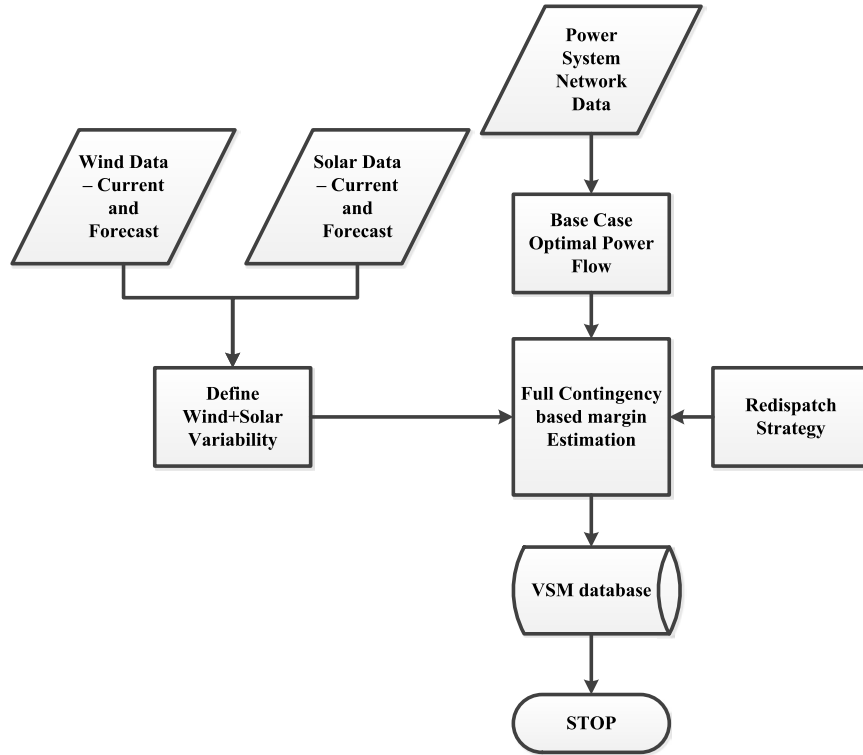 Power
System
Network
Data
Wind Data
– Current
and
Forecast
Solar Data
– Current
and
Forecast
Base Case
Optimal Power
Flow
Define
Wind+Solar
Variability
Full Contingency
based margin
Estimation
Redispatch
Strategy
VSM database
STOP